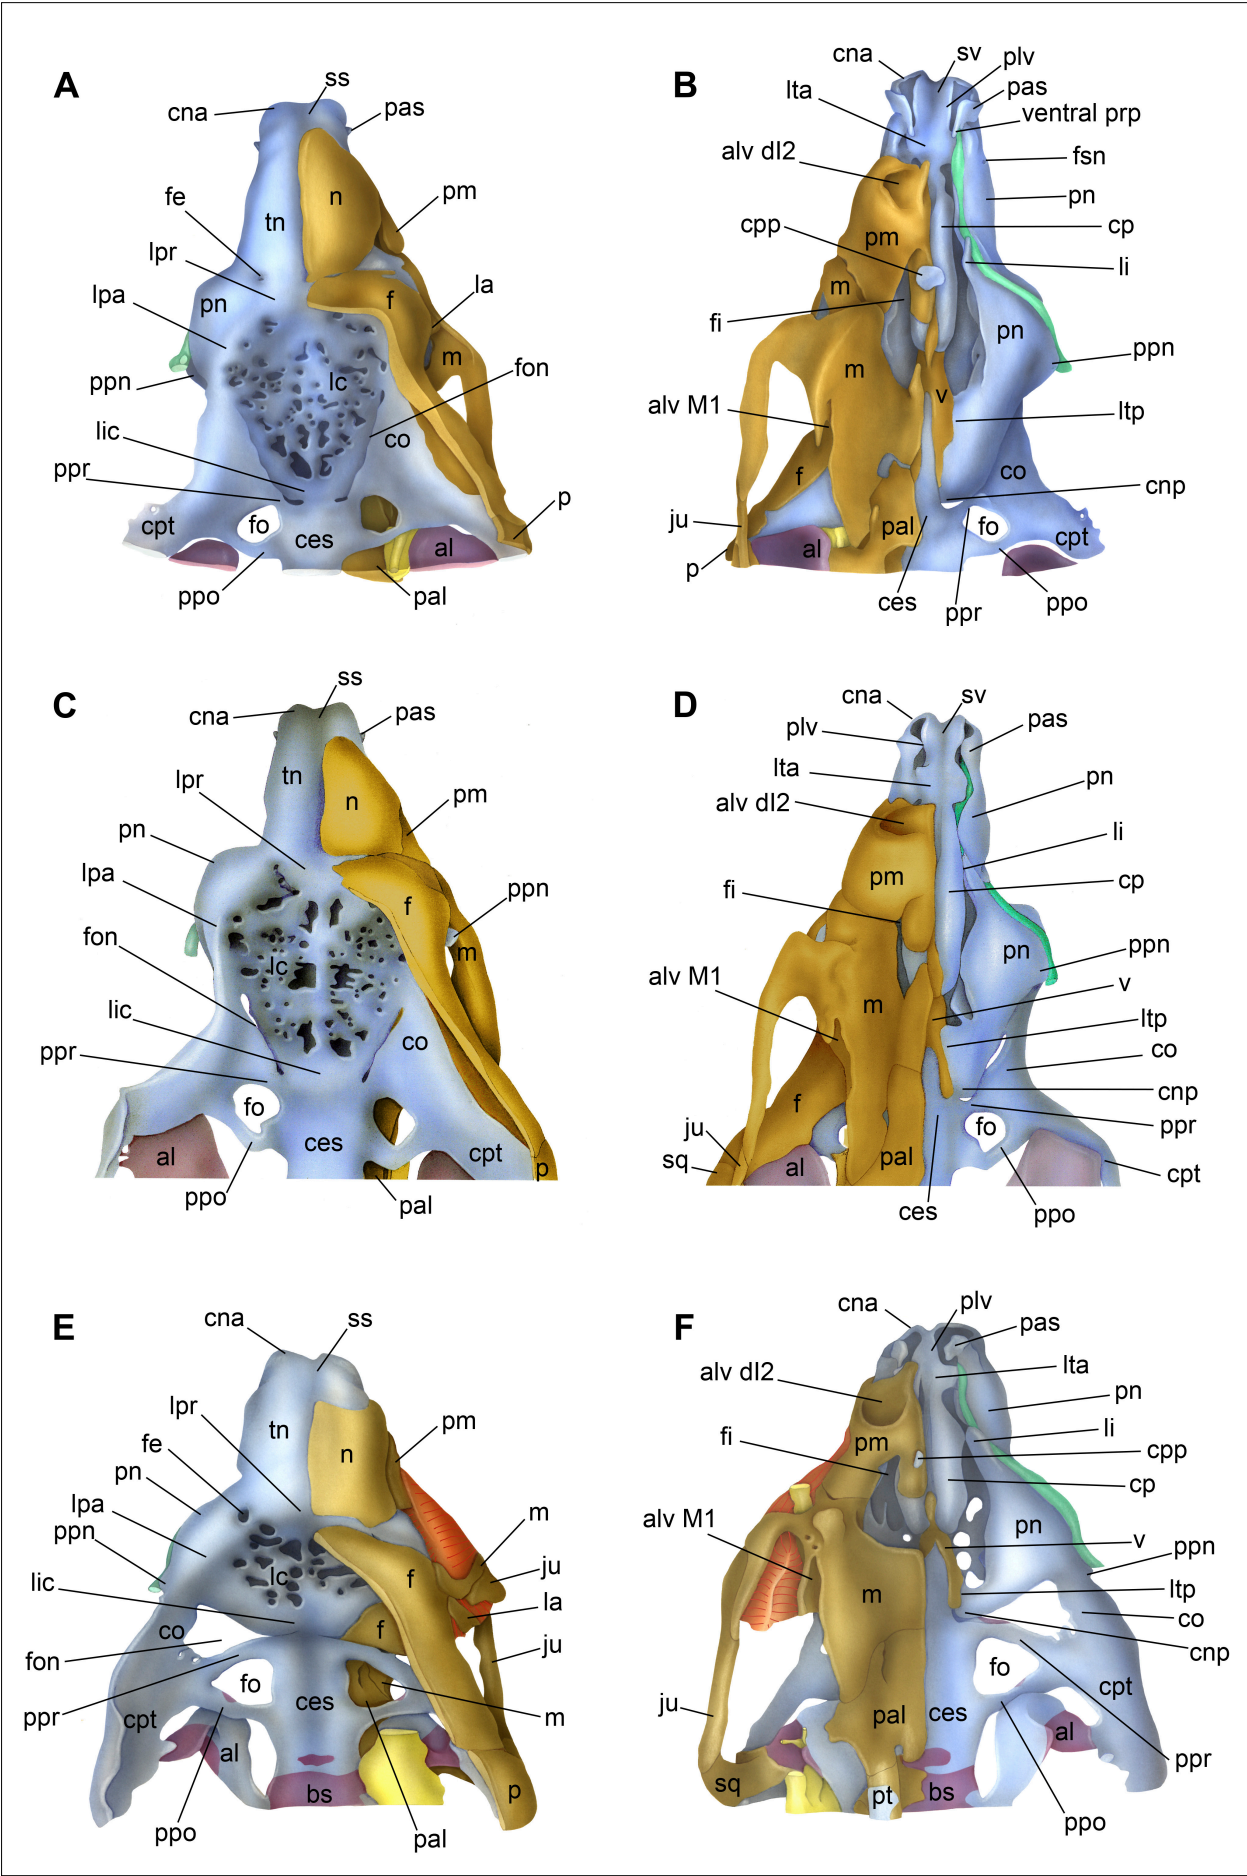 A
ss
cna
pas
n
fe
tn
pm
lpr
la
lpa
pn
f
m
fon
ppn
lc
lic
co
ppr
p
cpt
fo
ces
al
ppo
pal
B
cna
sv
plv
lta
pas
ventral prp
alv dI2
fsn
pn
cpp
pm
cp
m
li
fi
pn
ppn
m
alv M1
v
ltp
f
co
cnp
ju
pal
fo
cpt
p
al
ces
ppr
ppo
C
ss
cna
pas
tn
lpr
n
pm
pn
lpa
f
ppn
fon
lc
m
lic
co
ppr
fo
ces
al
cpt
p
ppo
pal
D
cna
sv
plv
pas
lta
pn
alv dI2
li
fi
pm
cp
pn
ppn
alv M1
m
v
ltp
co
f
cnp
ju
fo
ppr
sq
al
pal
cpt
ces
ppo
E
cna
ss
lpr
tn
pm
fe
n
pn
lpa
m
ppn
lc
f
ju
lic
la
co
f
ju
fon
fo
ces
ppr
cpt
m
al
bs
p
ppo
pal
F
cna
plv
pas
alv dI2
lta
pn
fi
pm
li
cpp
cp
alv M1
pn
v
ppn
m
ltp
co
cnp
fo
ju
pal
ces
cpt
al
ppr
sq
pt
bs
ppo